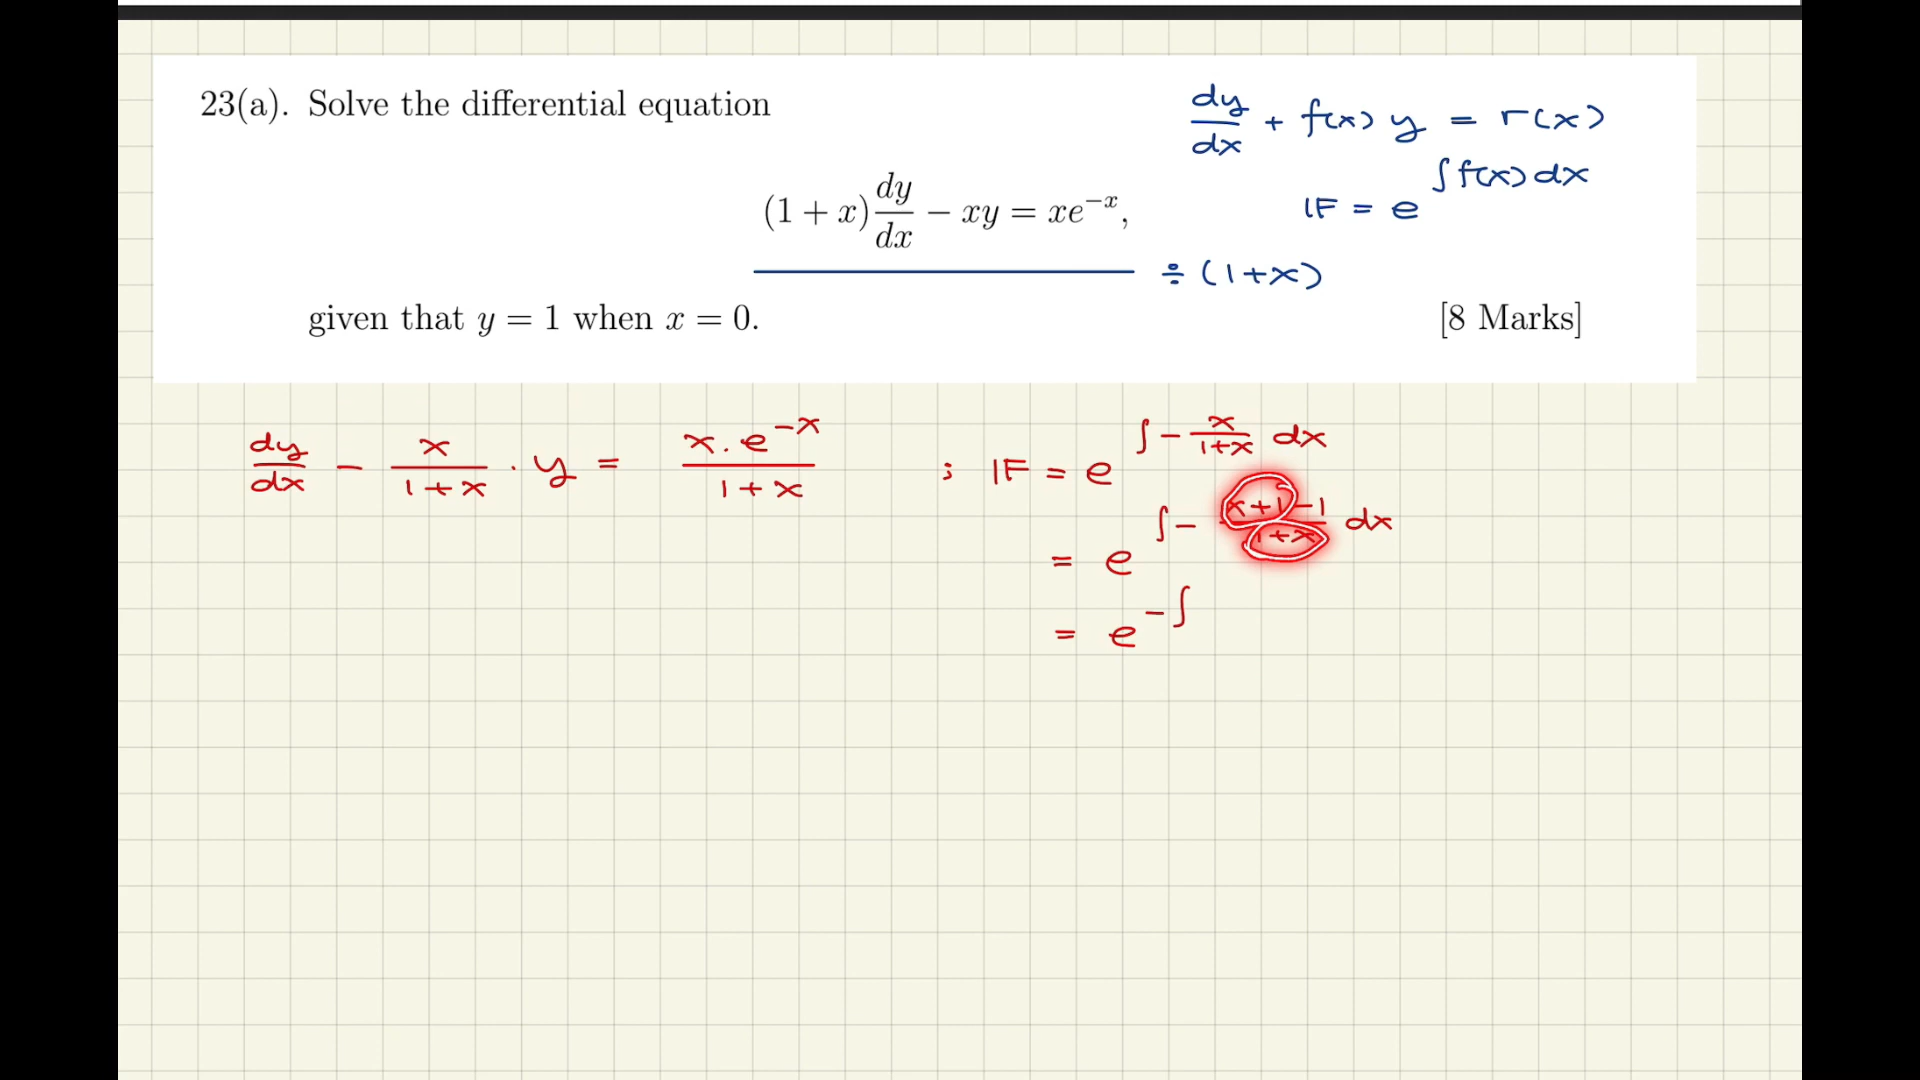 23(a). Solve the differential equation
dy/dx + f(x) y = r(x)
IF = e^∫f(x)dx
(1 + x) dy/dx − xy = xe^−x,
÷ (1+x)
given that y = 1 when x = 0.
[8 Marks]
dy/dx − x/(1+x) · y = x.e^−x/(1+x) ; IF = e^∫−x/(1+x) dx
= e^∫−(x+1−1)/(1+x) dx
= e^−∫